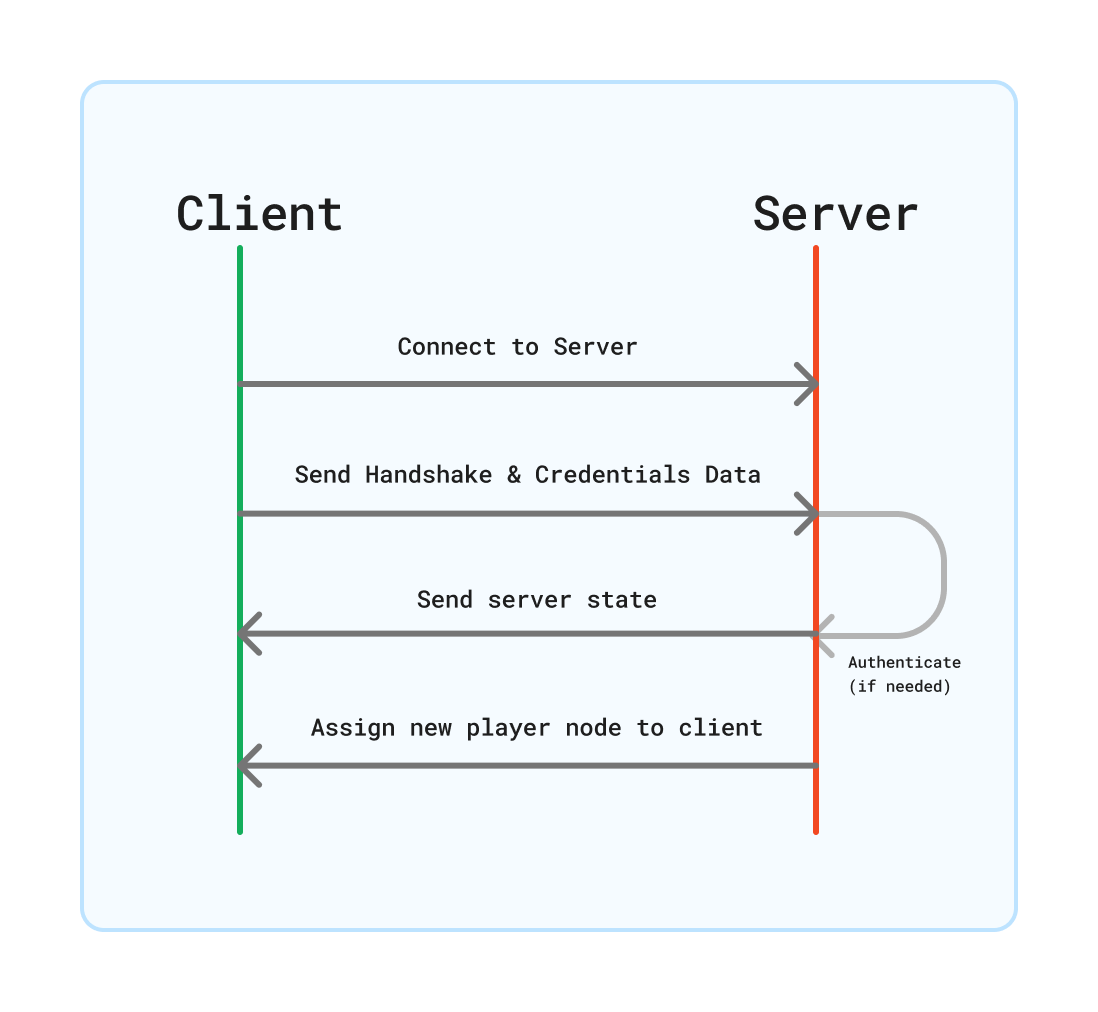 Client
Server
Connect to Server
Send Handshake & Credentials Data
Send server state
Authenticate
(if needed)
Assign new player node to client